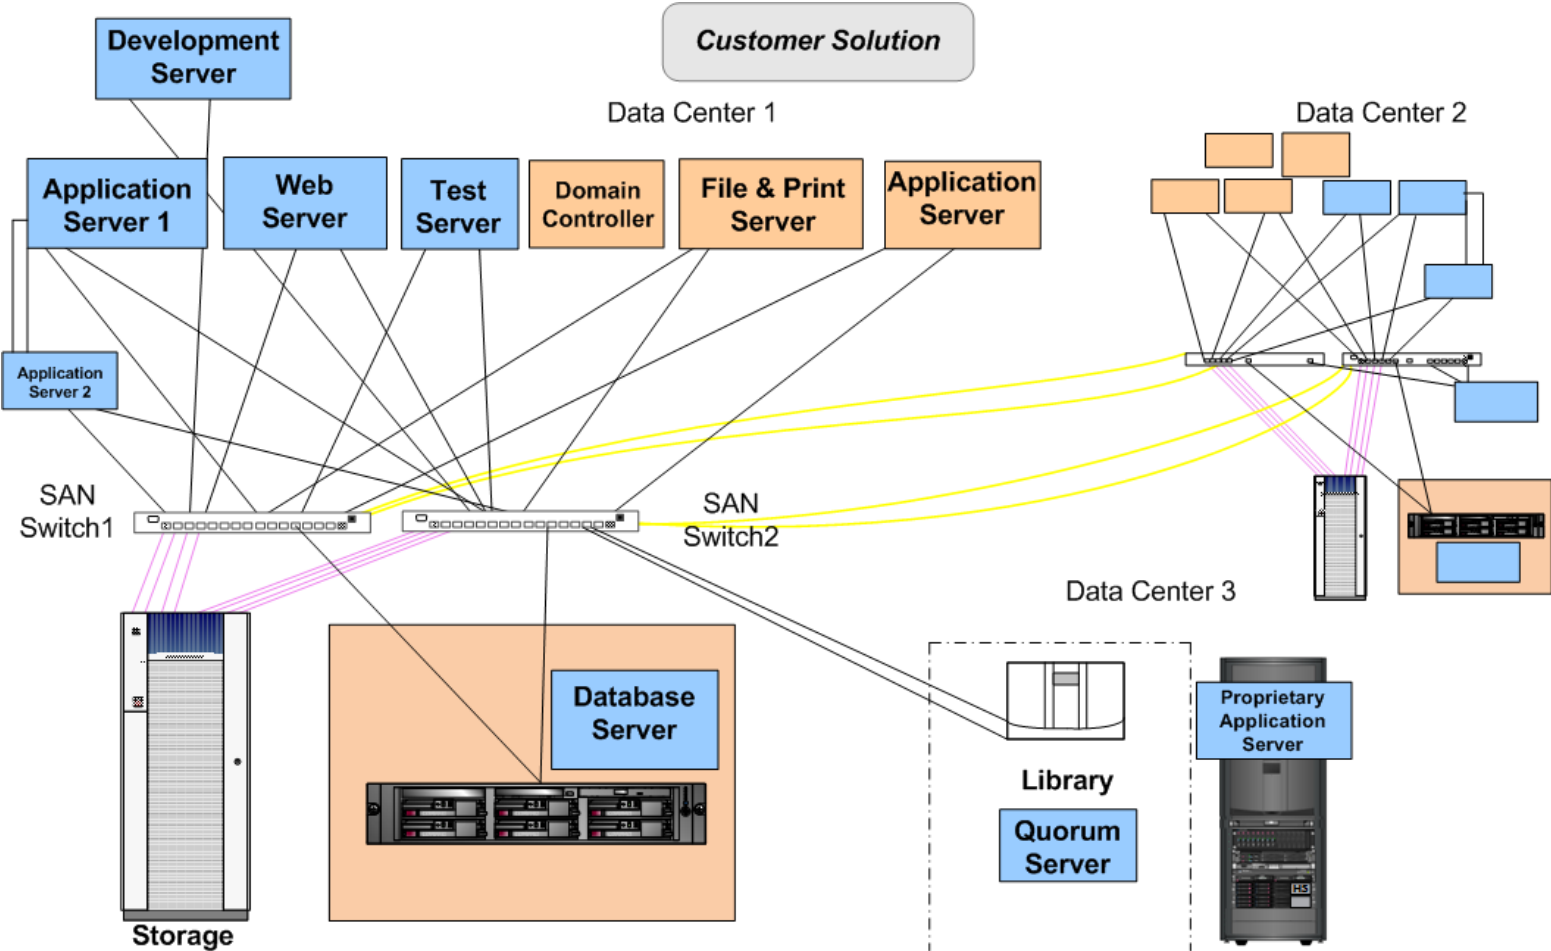 Customer Solution
Development
Server
Data Center 1
Data Center 2
Application
Server 1
Web
Server
Test
Server
Domain
Controller
File & Print
Server
Application
Server
Application
Server 2
SAN
Switch1
SAN
Switch2
Data Center 3
Database
Server
Proprietary
Application
Server
Library
Quorum
Server
H5
Storage